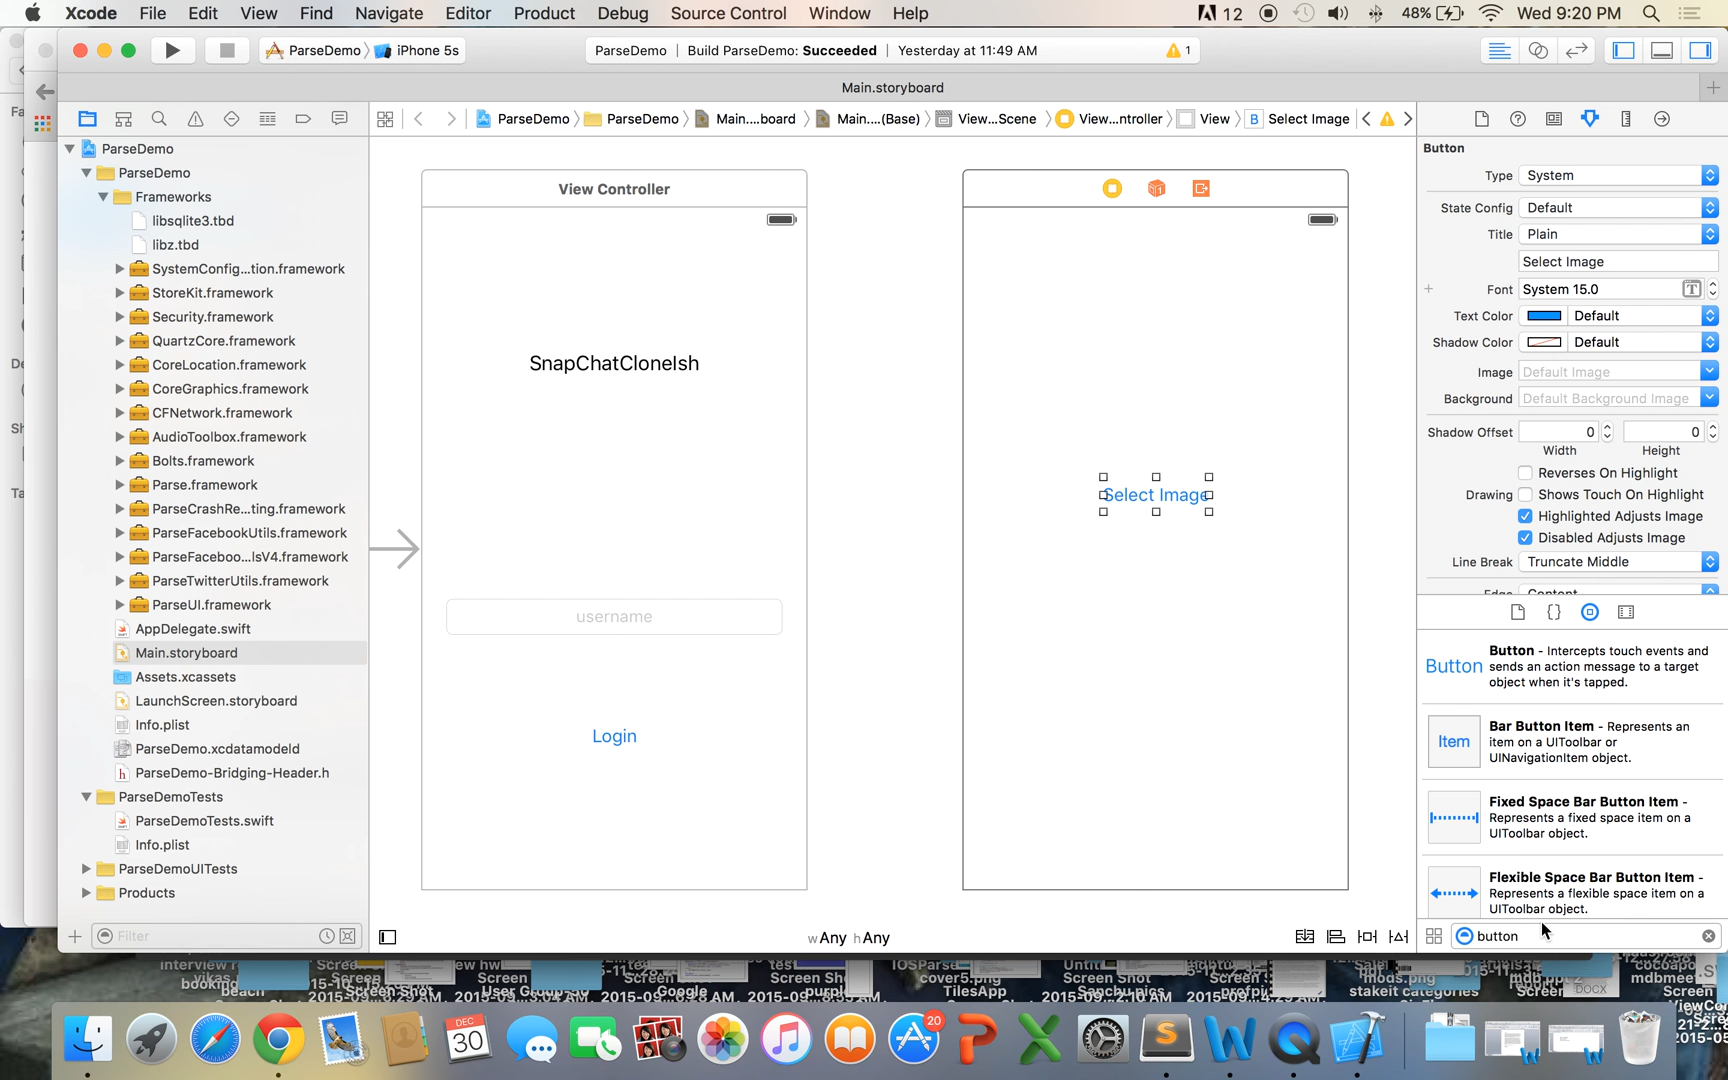 Xcode File Edit View Find Navigate Editor Product Debug Source Control Window Help 12 48% Wed 9:20 PM
ParseDemo iPhone 5s ParseDemo | Build ParseDemo: Succeeded | Yesterday at 11:49 AM 1
Main.storyboard
ParseDemo ParseDemo Main....board Main....(Base) View...Scene View...ntroller View B Select Image
ParseDemo
ParseDemo
Frameworks
libsqlite3.tbd
libz.tbd
SystemConfig...tion.framework
StoreKit.framework
Security.framework
QuartzCore.framework
CoreLocation.framework
CoreGraphics.framework
CFNetwork.framework
AudioToolbox.framework
Bolts.framework
Parse.framework
ParseCrashRe...ting.framework
ParseFacebookUtils.framework
ParseFaceboo...lsV4.framework
ParseTwitterUtils.framework
ParseUI.framework
AppDelegate.swift
Main.storyboard
Assets.xcassets
LaunchScreen.storyboard
Info.plist
ParseDemo.xcdatamodeld
ParseDemo-Bridging-Header.h
ParseDemoTests
ParseDemoTests.swift
Info.plist
ParseDemoUITests
Products
Filter
View Controller
SnapChatCloneIsh
username
Login
Select Image
wAny hAny
Button
Type System
State Config Default
Title Plain
Select Image
Font System 15.0
Text Color Default
Shadow Color Default
Image Default Image
Background Default Background Image
Shadow Offset 0 0
Width Height
Reverses On Highlight
Drawing Shows Touch On Highlight
Highlighted Adjusts Image
Disabled Adjusts Image
Line Break Truncate Middle
Edge Content
Button Button - Intercepts touch events and
sends an action message to a target
object when it's tapped.
Item Bar Button Item - Represents an
item on a UIToolbar or
UINavigationItem object.
Fixed Space Bar Button Item -
Represents a fixed space item on a
UIToolbar object.
Flexible Space Bar Button Item -
Represents a flexible space item on a
UIToolbar object.
button
DEC
30
20